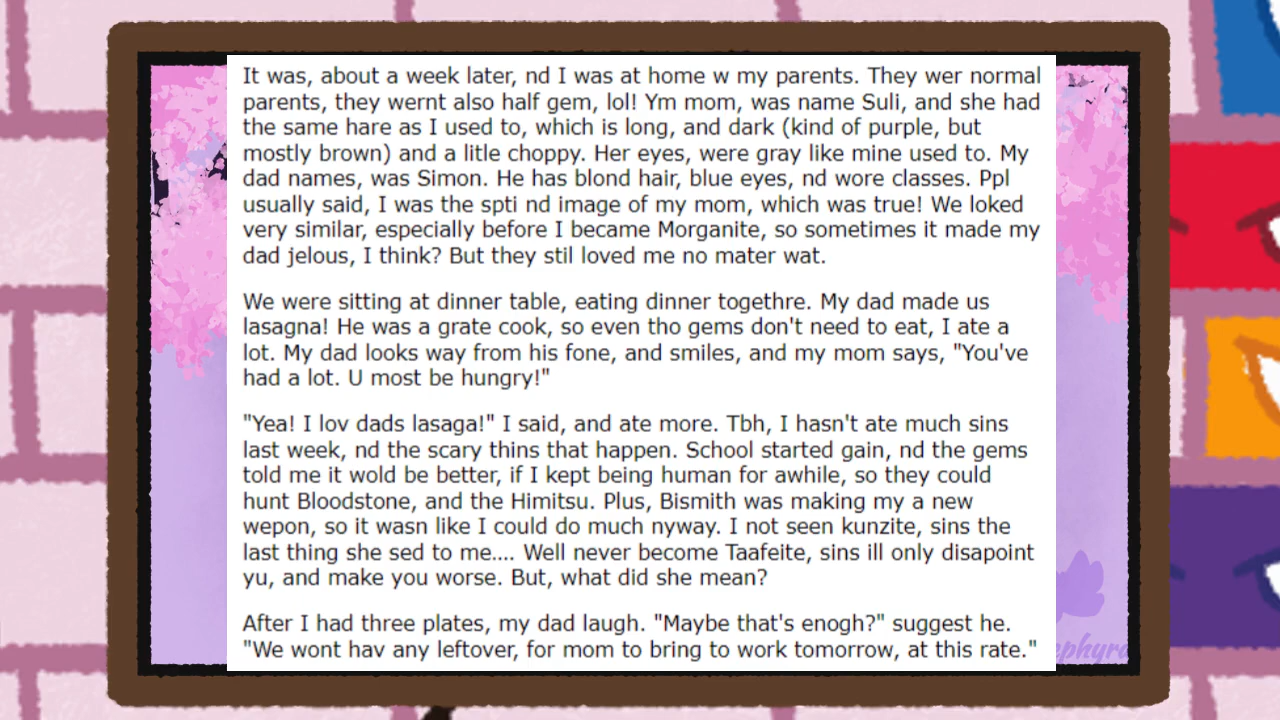 It was, about a week later, nd I was at home w my parents. They wer normal
parents, they wernt also half gem, lol! Ym mom, was name Suli, and she had
the same hare as I used to, which is long, and dark (kind of purple, but
mostly brown) and a litle choppy. Her eyes, were gray like mine used to. My
dad names, was Simon. He has blond hair, blue eyes, nd wore classes. Ppl
usually said, I was the spti nd image of my mom, which was true! We loked
very similar, especially before I became Morganite, so sometimes it made my
dad jelous, I think? But they stil loved me no mater wat.
We were sitting at dinner table, eating dinner togethre. My dad made us
lasagna! He was a grate cook, so even tho gems don't need to eat, I ate a
lot. My dad looks way from his fone, and smiles, and my mom says, "You've
had a lot. U most be hungry!"
"Yea! I lov dads lasaga!" I said, and ate more. Tbh, I hasn't ate much sins
last week, nd the scary thins that happen. School started gain, nd the gems
told me it wold be better, if I kept being human for awhile, so they could
hunt Bloodstone, and the Himitsu. Plus, Bismith was making my a new
wepon, so it wasn like I could do much nyway. I not seen kunzite, sins the
last thing she sed to me.... Well never become Taafeite, sins ill only disapoint
yu, and make you worse. But, what did she mean?
After I had three plates, my dad laugh. "Maybe that's enogh?" suggest he.
"We wont hav any leftover, for mom to bring to work tomorrow, at this rate."